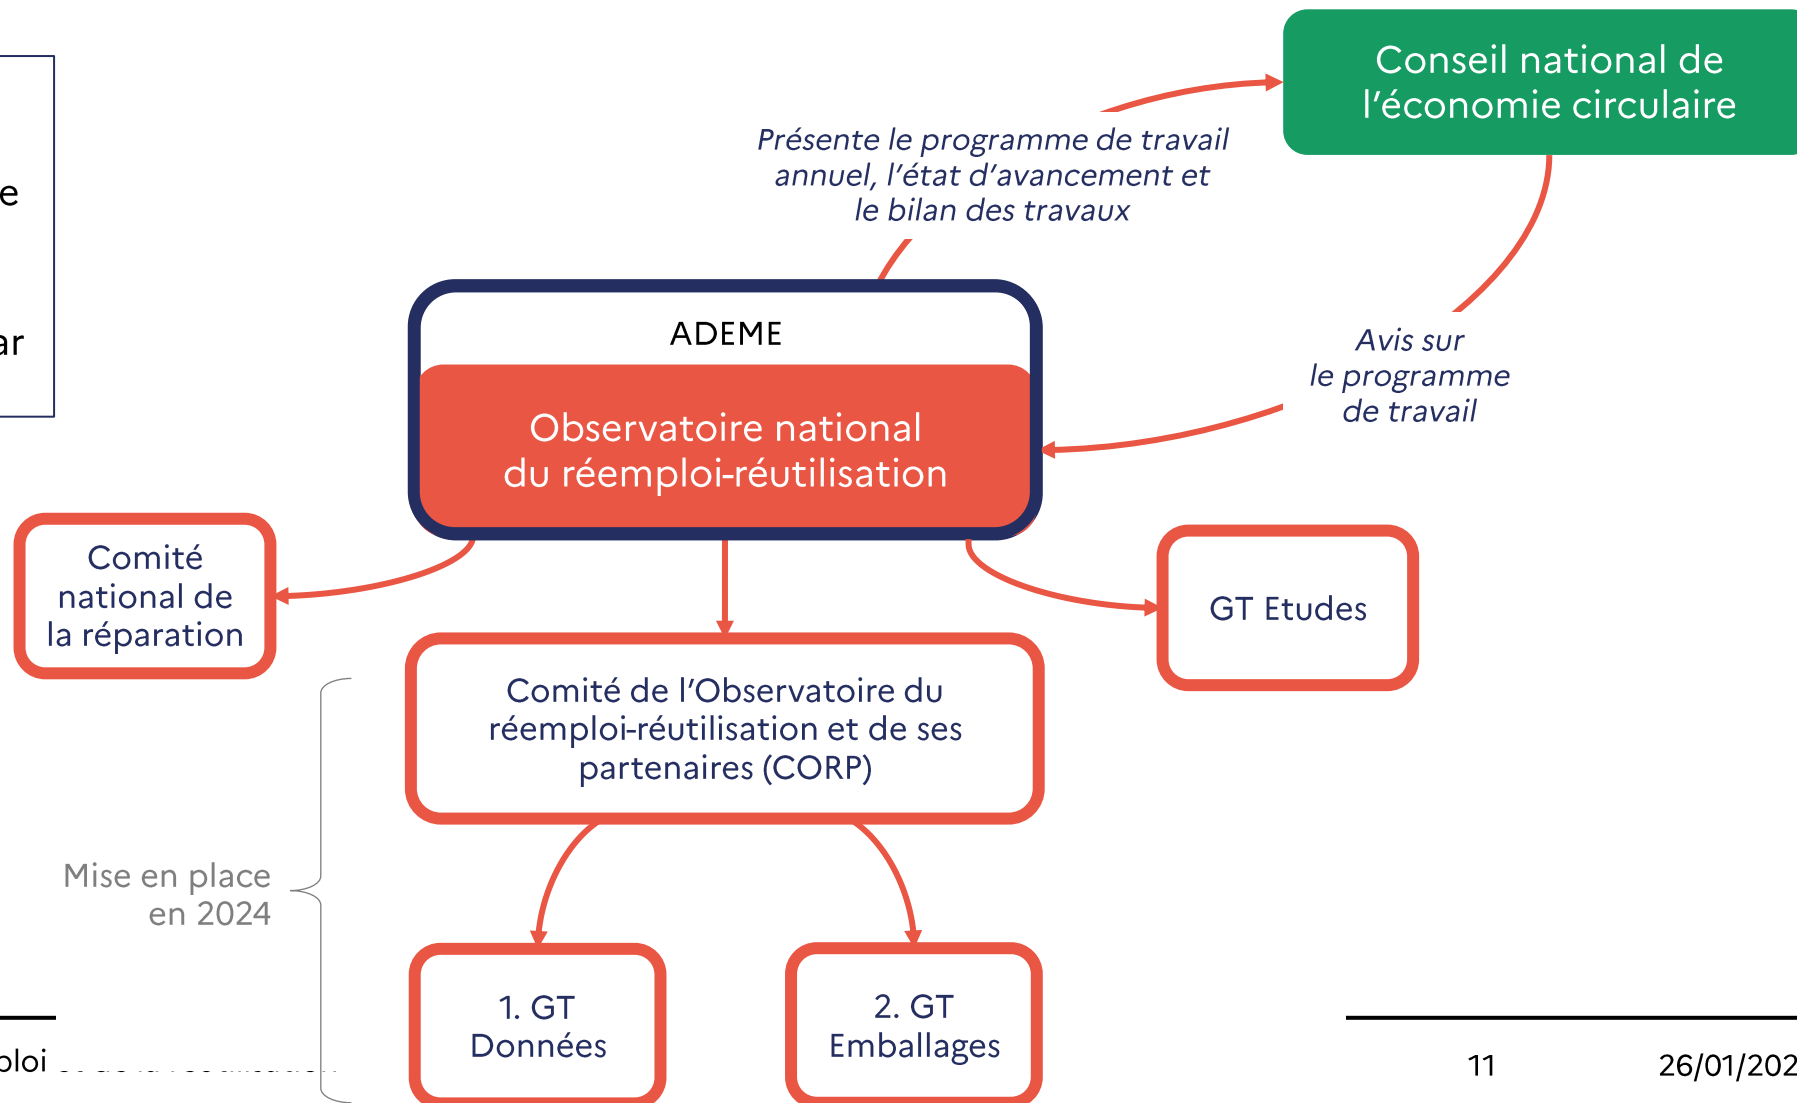 Conseil national de
l'économie circulaire
Présente le programme de travail
annuel, l'état d'avancement et
le bilan des travaux
Avis sur
le programme
de travail
ADEME
Observatoire national
du réemploi-réutilisation
Comité
national de
la réparation
GT Etudes
Comité de l'Observatoire du
réemploi-réutilisation et de ses
partenaires (CORP)
Mise en place
en 2024
1. GT
Données
2. GT
Emballages
11